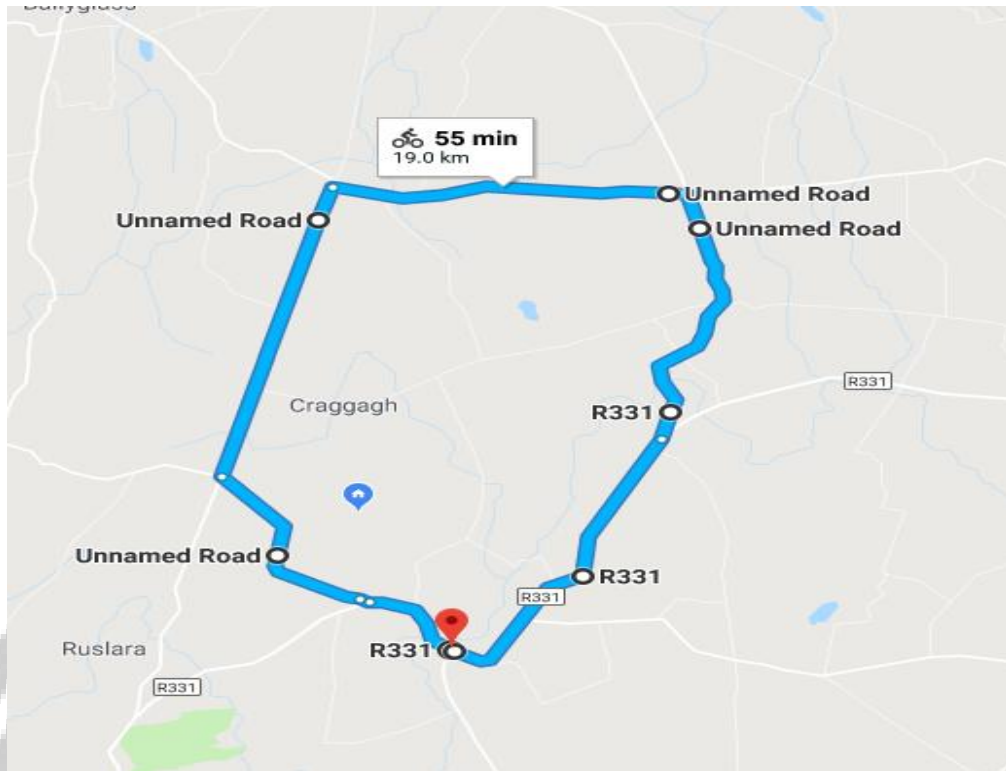 55 min
19.0 km
Unnamed Road
Unnamed Road
Unnamed Road
R331
R331
Craggagh
Unnamed Road
R331
R331
Ruslara
R331
R331